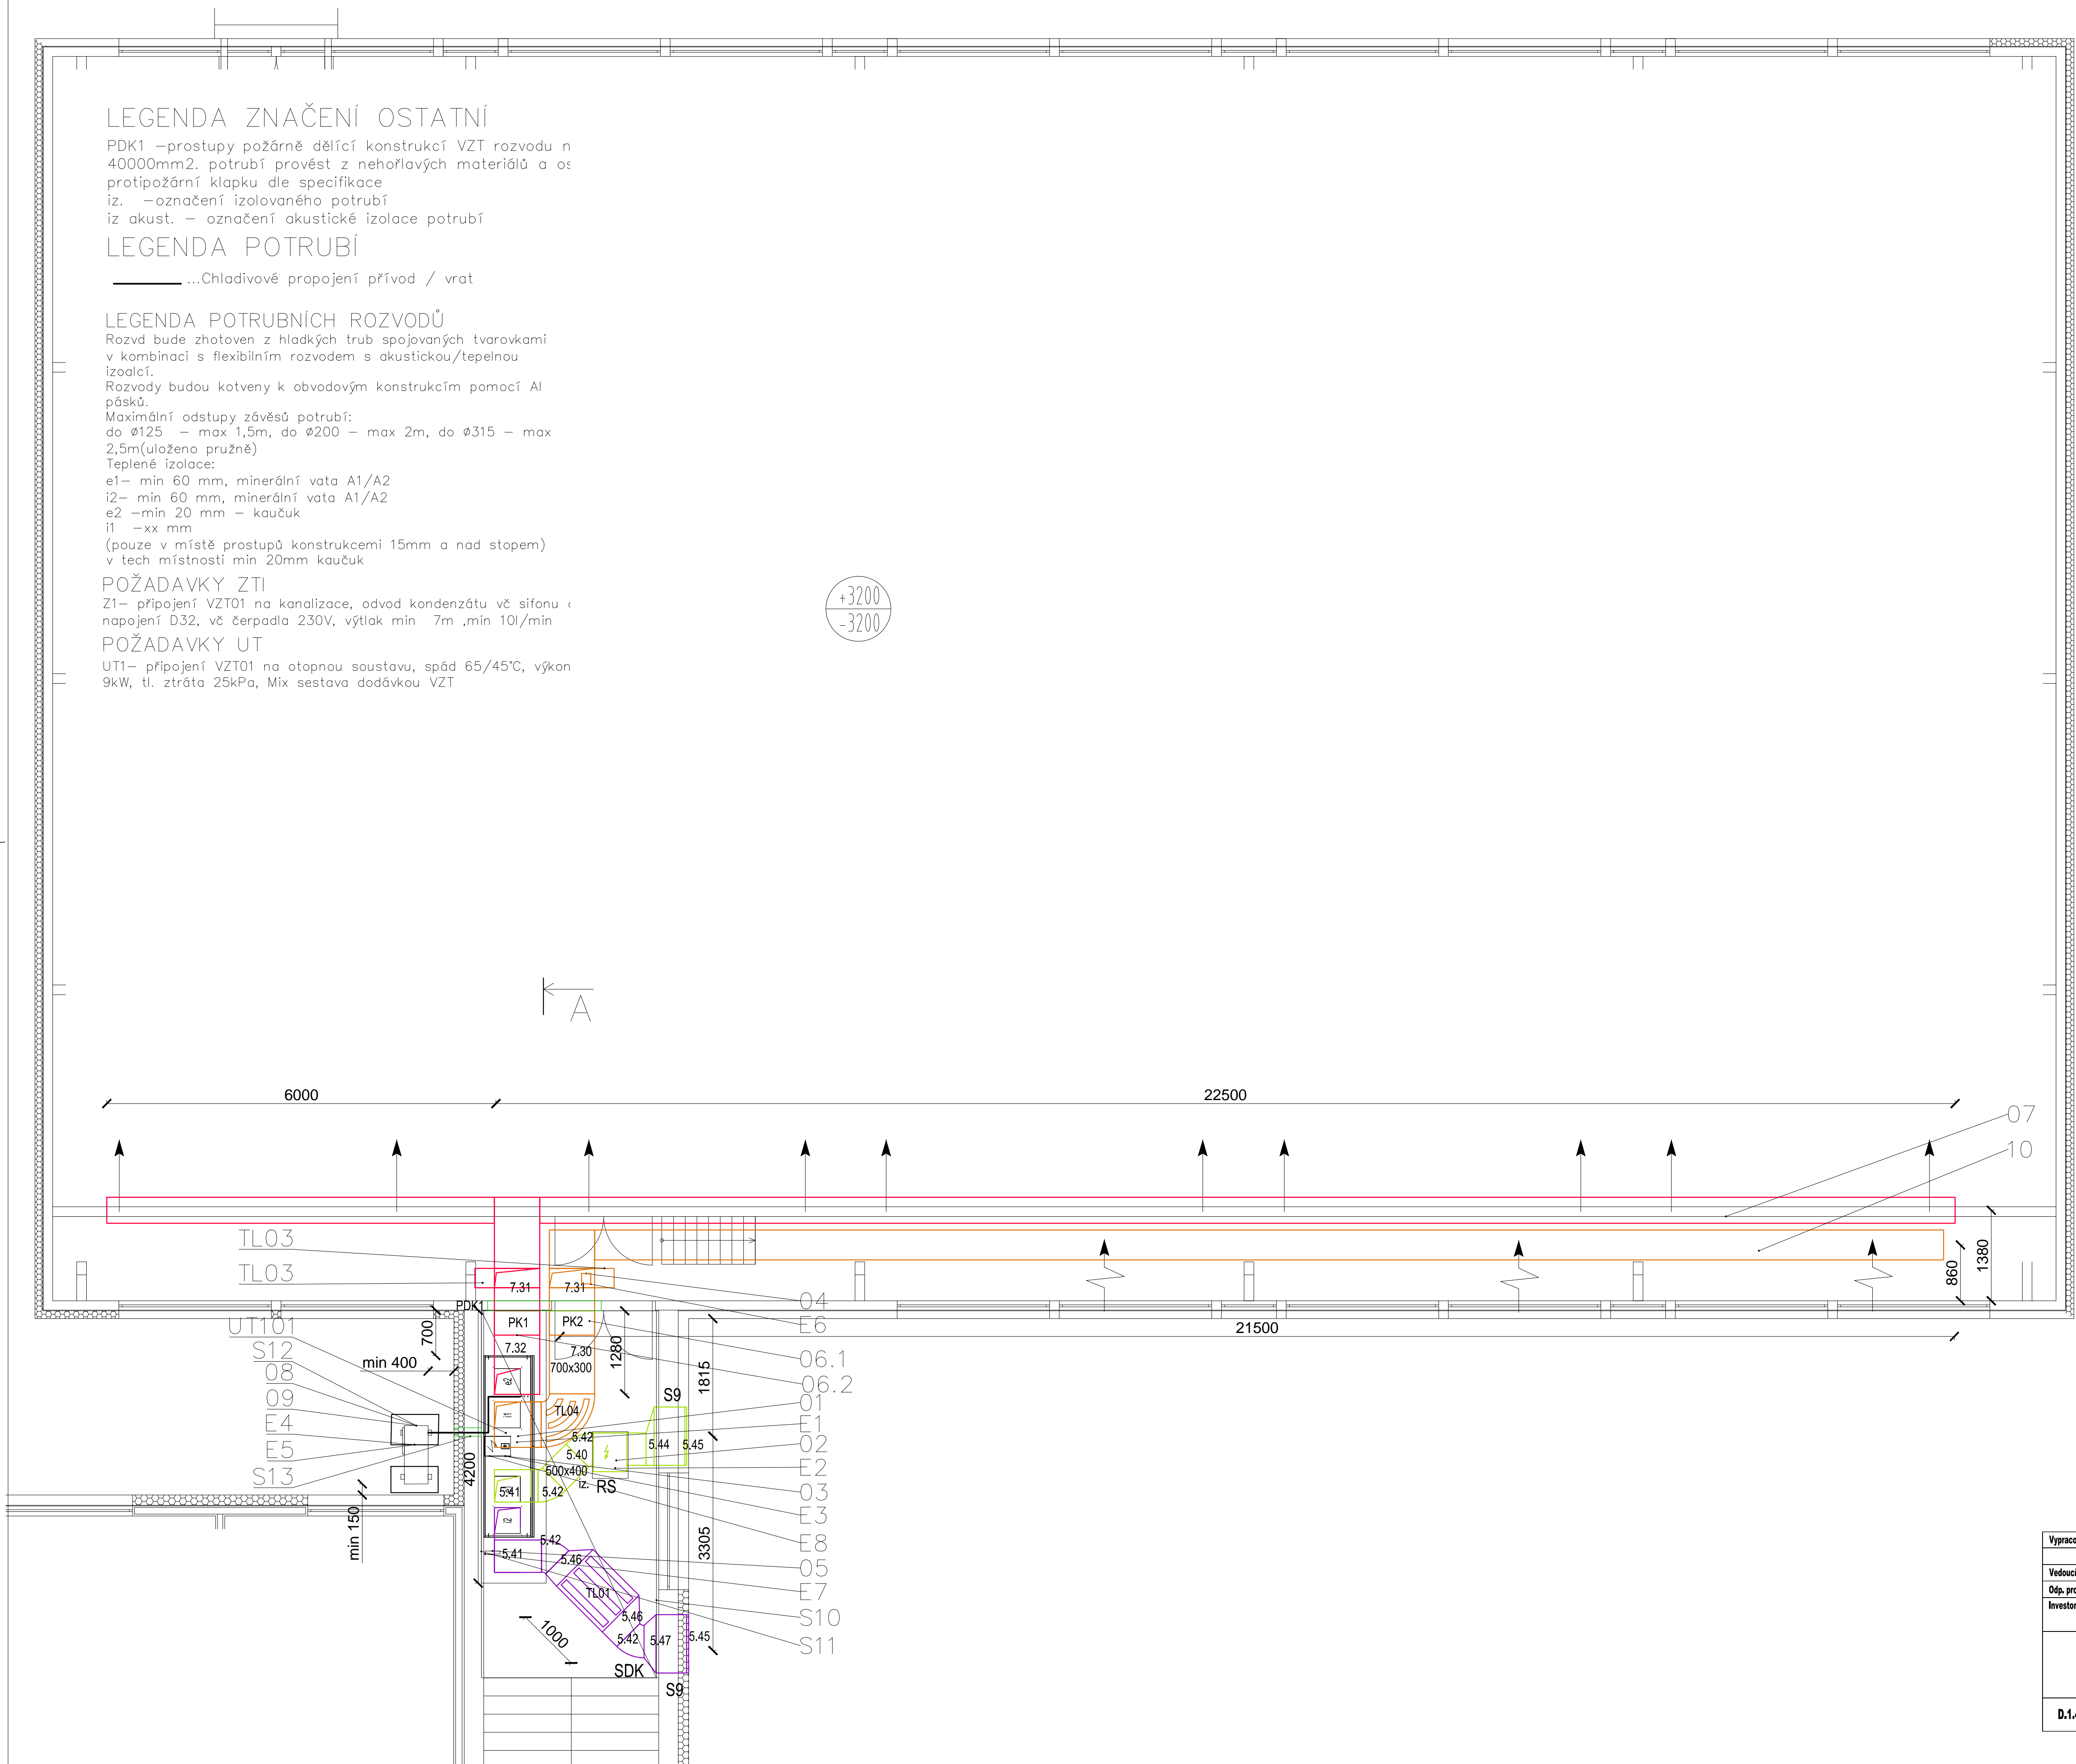 LEGENDA ZNAČENÍ OSTATNÍ
PDK1 –prostupy požárně dělící konstrukcí VZT rozvodu n
40000mm2. potrubí provést z nehořlavých materiálů a os
protipožární klapku dle specifikace
iz. –označení izolovaného potrubí
iz akust. – označení akustické izolace potrubí
LEGENDA POTRUBÍ
...Chladivové propojení přívod / vrat
LEGENDA POTRUBNÍCH ROZVODŮ
Rozvd bude zhotoven z hladkých trub spojovaných tvarovkami
v kombinaci s flexibilním rozvodem s akustickou/tepelnou
izoalcí.
Rozvody budou kotveny k obvodovým konstrukcím pomocí Al
pásků.
Maximální odstupy závěsů potrubí:
do Ø125 – max 1,5m, do Ø200 – max 2m, do Ø315 – max
2,5m(uloženo pružně)
Teplené izolace:
e1– min 60 mm, minerální vata A1/A2
i2– min 60 mm, minerální vata A1/A2
e2 –min 20 mm – kaučuk
i1 –xx mm
(pouze v místě prostupů konstrukcemi 15mm a nad stopem)
v tech místnosti min 20mm kaučuk
POŽADAVKY ZTI
Z1– připojení VZT01 na kanalizace, odvod kondenzátu vč sifonu
napojení D32, vč čerpadla 230V, výtlak min 7m ,min 10l/min
POŽADAVKY UT
UT1– připojení VZT01 na otopnou soustavu, spád 65/45°C, výkon
9kW, tl. ztráta 25kPa, Mix sestava dodávkou VZT
+3200
-3200
A
6000
22500
07
10
TL03
TL03
7.31
7.31
1380
860
PDK1
PK1
PK2
04
E6
21500
UT101
S12
08
09
E4
E5
S13
700
min 400
min 150
7.32
7.30
700x300
1280
1815
06.1
06.2
01
E1
02
E2
03
E3
E8
05
E7
S10
S11
e2
i1
TL04
S9
5.42
5.44
5.45
5.40
500x400
iz.
RS
4200
5.41
5.42
i2
5.42
5.41
5.46
3305
TL01
5.46
5.42
5.47
5.45
1000
SDK
S9
Vypraco
Vedoucí
Odp. pro
Investor
D.1.4